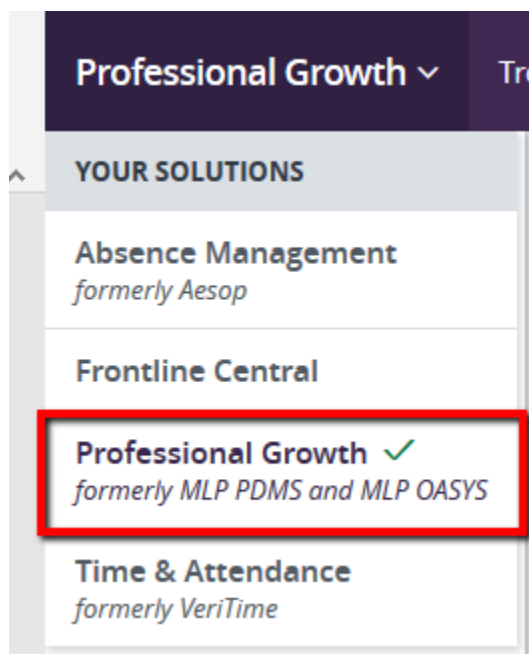 Professional Growth
YOUR SOLUTIONS
Absence Management
formerly Aesop
Frontline Central
Professional Growth
formerly MLP PDMS and MLP OASYS
Time & Attendance
formerly VeriTime